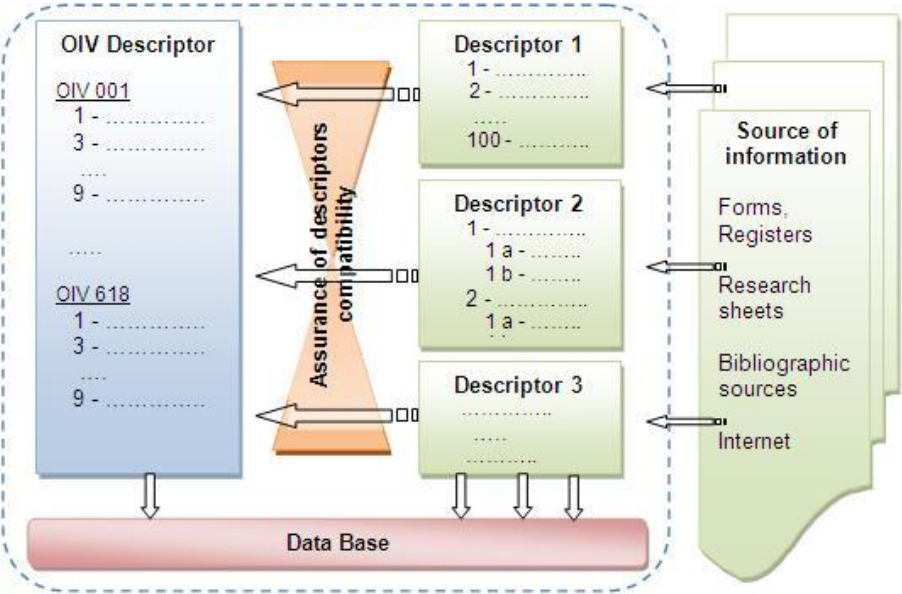 OIV Descriptor
OIV 001
1 - ……………
3 - ……………
….
9 - ……………
…..
OIV 618
1 - ……………
3 - ……………
….
9 - ……………
Assurance of descriptors
compatibility
Descriptor 1
1 - …………..
2 - …………..
…..
100 - ………..
Descriptor 2
1 - …………..
1 a - ……..
1 b - ……..
2 - …………..
1 a - ……..
Descriptor 3
…………..
…..
………..
Source of
information
Forms,
Registers
Research
sheets
Bibliographic
sources
Internet
Data Base